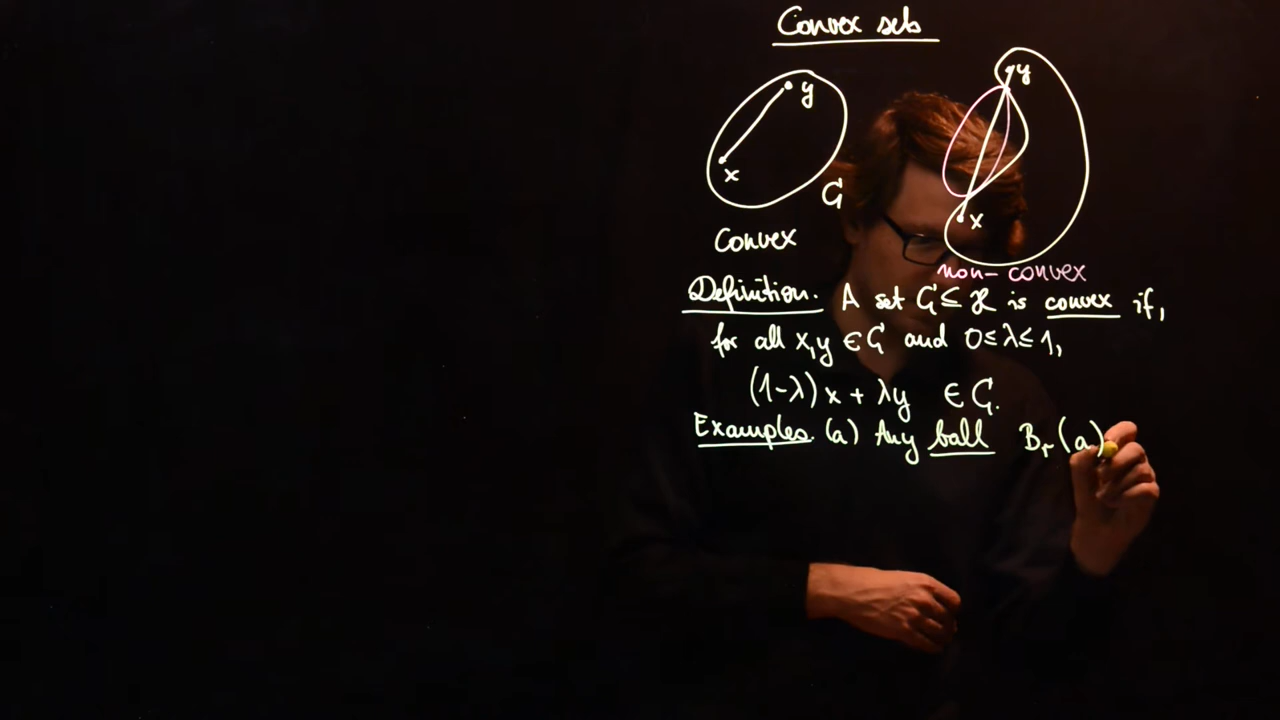 Convex sets
y
x
G
Convex
y
x
non-convex
Definition. A set G ⊆ ℋ is convex if,
for all x,y ∈ G and 0≤λ≤1,
(1-λ)x + λy ∈ G.
Examples. (a) Any ball B_r(a)